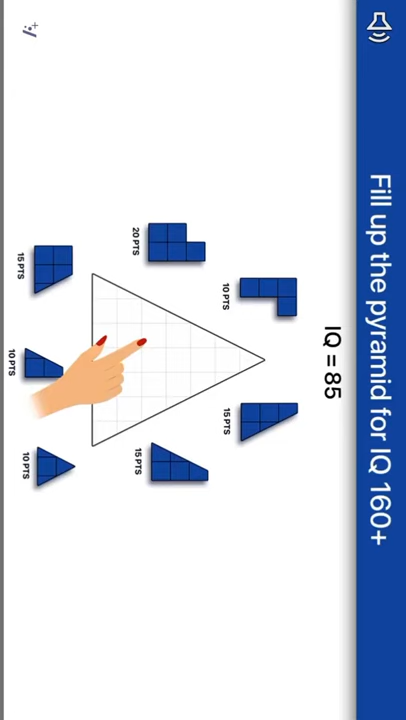 Fill up the pyramid for IQ 160+
IQ = 85
10 PTS
15 PTS
20 PTS
15 PTS
15 PTS
10 PTS
10 PTS